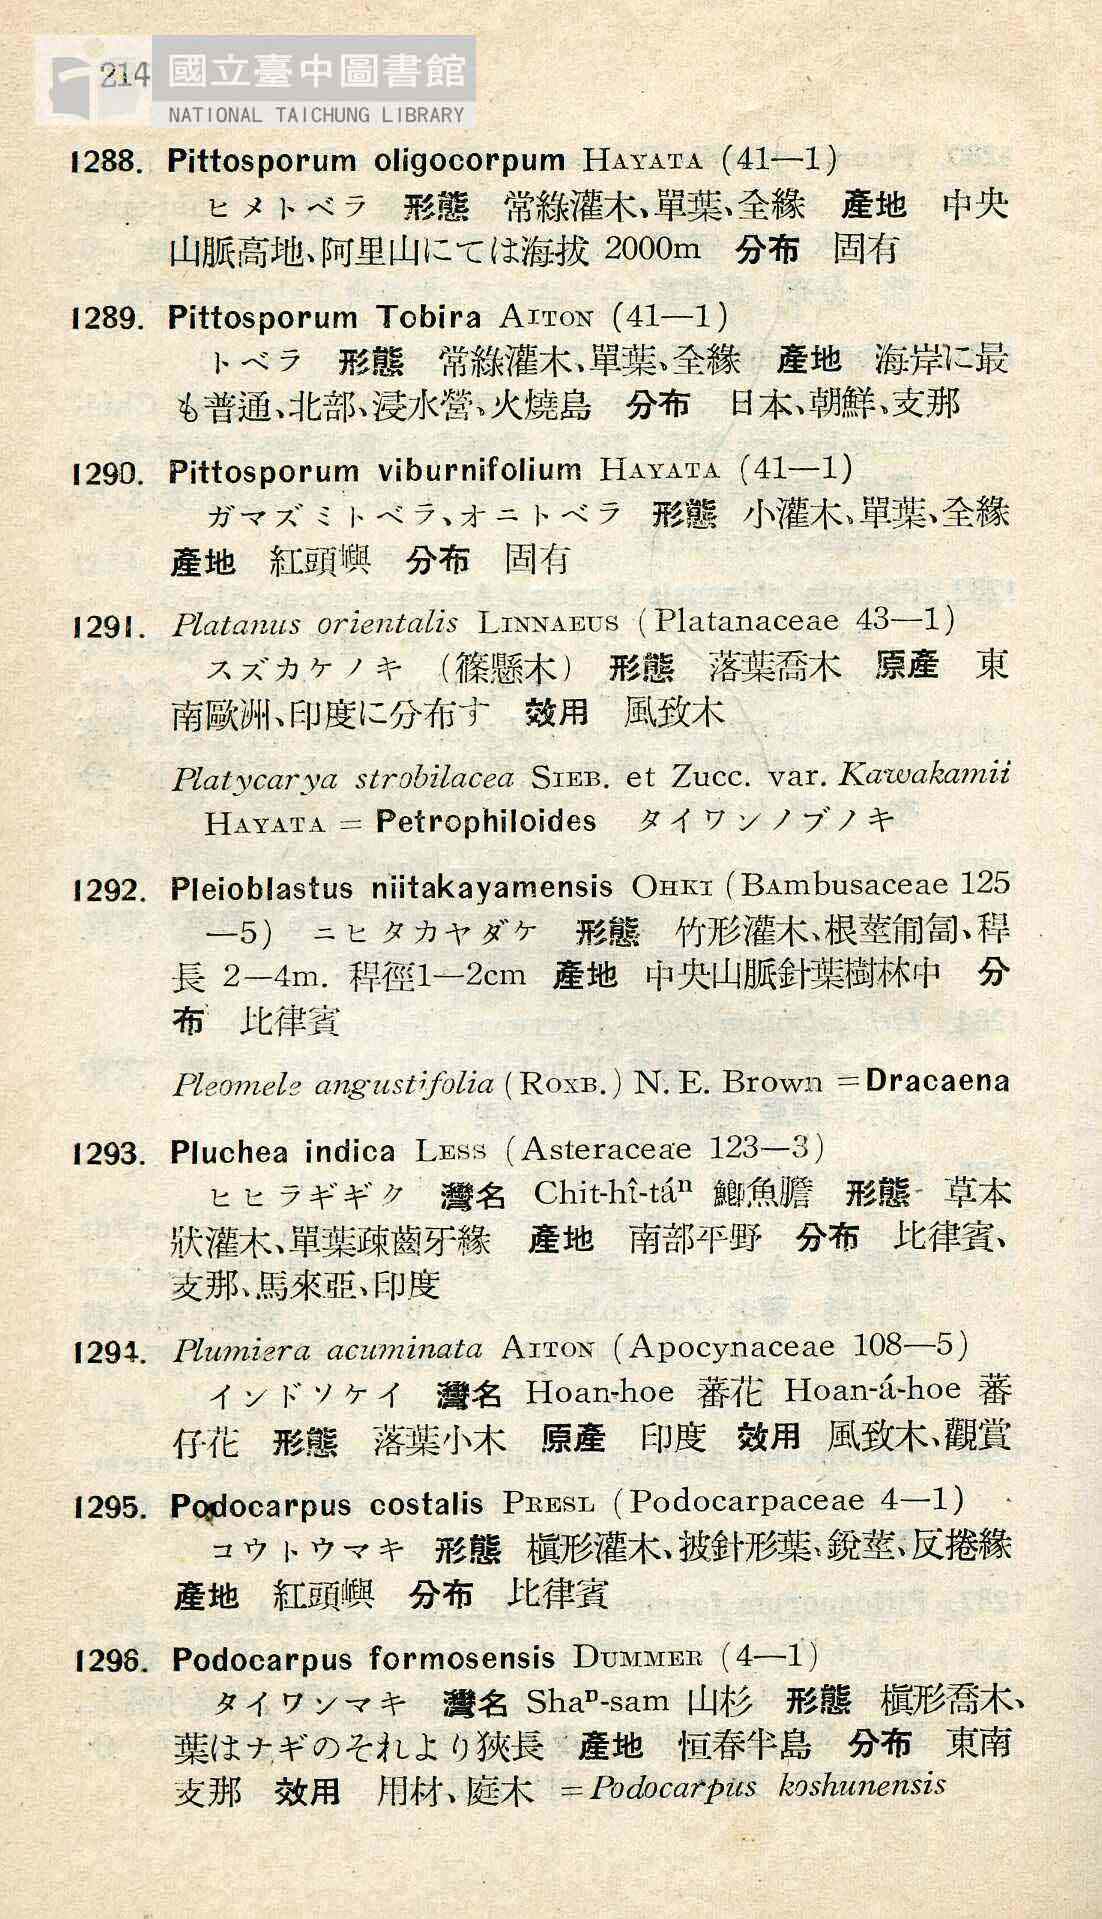 214
國立臺中圖書館
NATIONAL TAICHUNG LIBRARY
1288. Pittosporum oligocorpum HAYATA (41—1)
ヒメトベラ 形態 常綠灌木、單葉、全緣 產地 中央
山脈高地、阿里山にては海拔 2000m 分布 固有
1289. Pittosporum Tobira AITON (41—1)
トベラ 形態 常綠灌木、單葉、全緣 產地 海岸に最
も普通、北部、浸水營、火燒島 分布 日本、朝鮮、支那
1290. Pittosporum viburnifolium HAYATA (41—1)
ガマズミトベラ、オニトベラ 形態 小灌木、單葉、全緣
產地 紅頭嶼 分布 固有
1291. Platanus orientalis LINNAEUS (Platanaceae 43—1)
スズカケノキ (篠懸木) 形態 落葉喬木 原產 東
南歐洲、印度に分布す 效用 風致木
Platycarya strobilacea SIEB. et Zucc. var. Kawakamii
HAYATA = Petrophiloides タイワンノブノキ
1292. Pleioblastus niitakayamensis OHKI (BAmbusaceae 125
—5) ニヒタカヤダケ 形態 竹形灌木、根莖匍匐、稈
長 2—4m. 稈徑1—2cm 產地 中央山脈針葉樹林中 分
布 比律賓
Pleomele angustifolia (ROXB.) N. E. Brown =Dracaena
1293. Pluchea indica LESS (Asteraceae 123—3)
ヒヒラギギク 灣名 Chit-hî-táⁿ 鯽魚膽 形態 草本
狀灌木、單葉疎齒牙緣 產地 南部平野 分布 比律賓、
支那、馬來亞、印度
1294. Plumiera acuminata AITON (Apocynaceae 108—5)
インドソケイ 灣名 Hoan-hoe 蕃花 Hoan-á-hoe 蕃
仔花 形態 落葉小木 原產 印度 效用 風致木、觀賞
1295. Podocarpus costalis PRESL (Podocarpaceae 4—1)
コウトウマキ 形態 槇形灌木、披針形葉、銳莖、反捲緣
產地 紅頭嶼 分布 比律賓
1296. Podocarpus formosensis DUMMER (4—1)
タイワンマキ 灣名 Shaⁿ-sam 山杉 形態 槇形喬木、
葉はナギのそれより狹長 產地 恒春半島 分布 東南
支那 效用 用材、庭木 =Podocarpus koshunensis